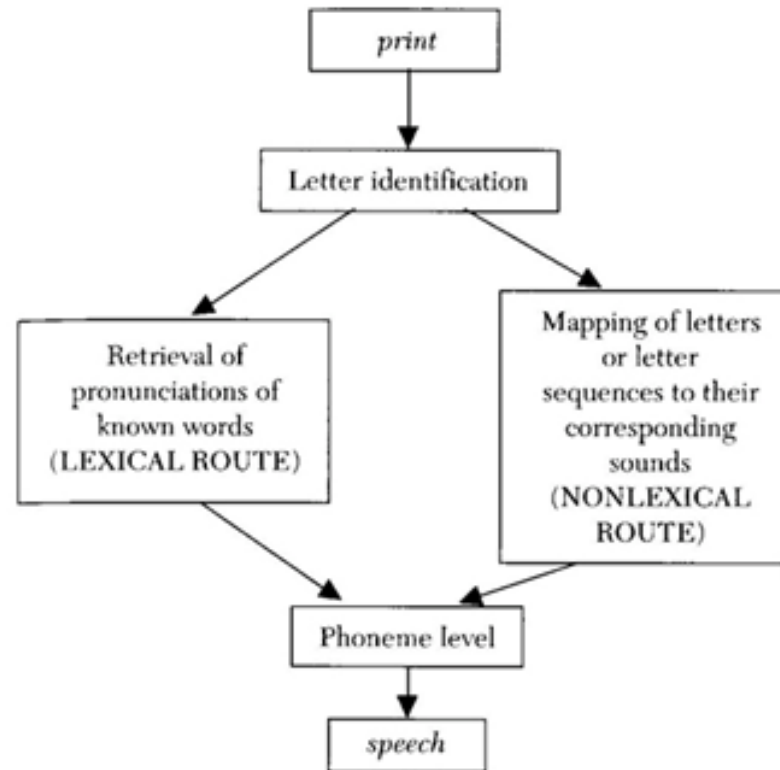 print
Letter identification
Retrieval of
pronunciations of
known words
(LEXICAL ROUTE)
Mapping of letters
or letter
sequences to their
corresponding
sounds
(NONLEXICAL
ROUTE)
Phoneme level
speech